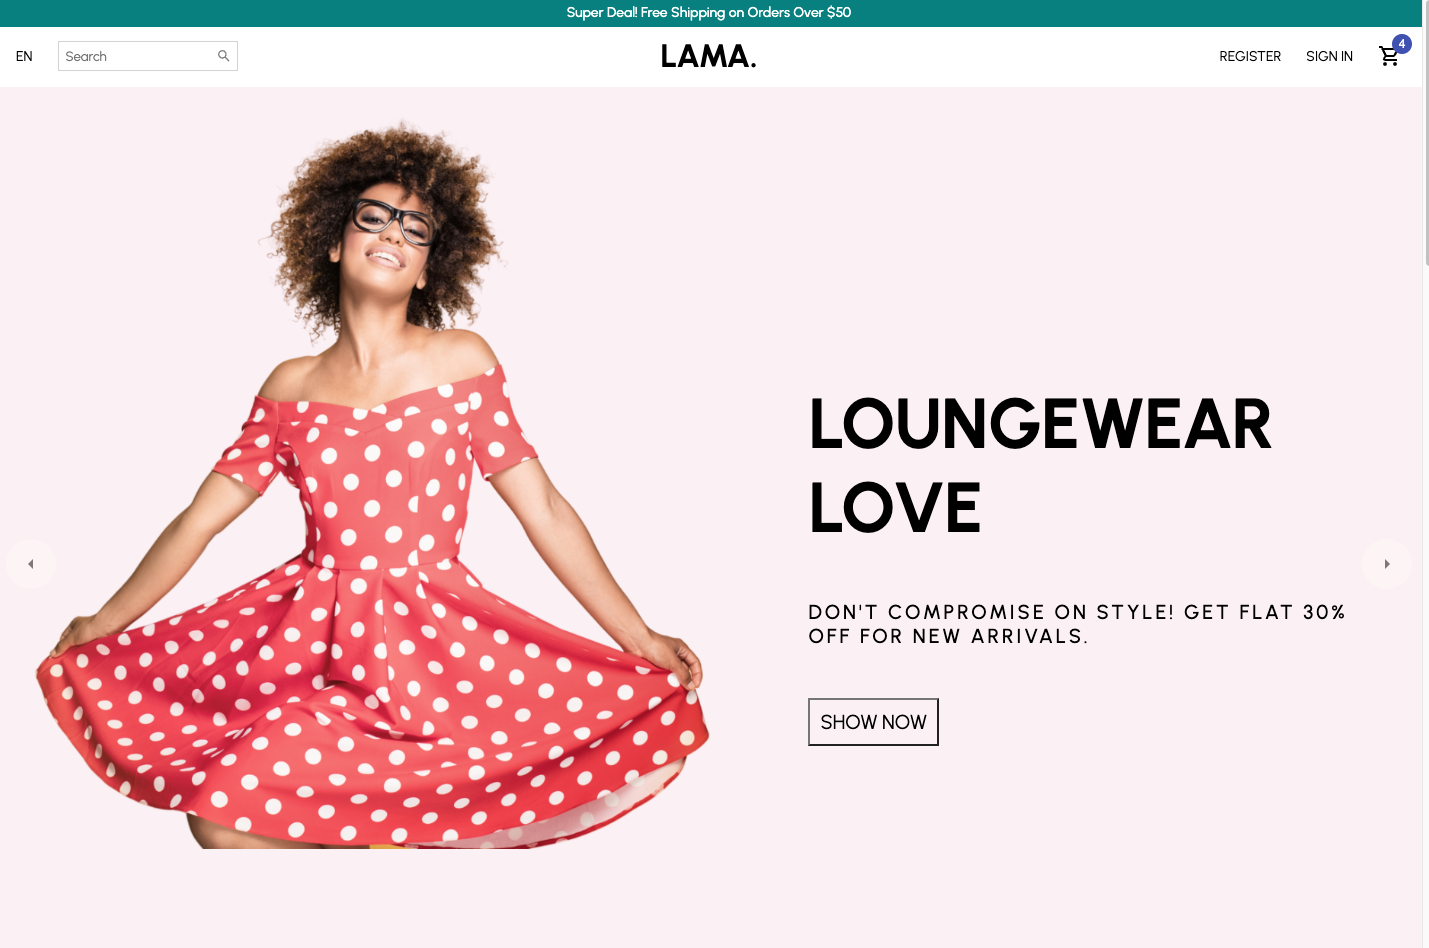 Super Deal! Free Shipping on Orders Over $50
EN
Search
LAMA.
REGISTER
SIGN IN
4
LOUNGEWEAR
LOVE
DON'T COMPROMISE ON STYLE! GET FLAT 30%
OFF FOR NEW ARRIVALS.
SHOW NOW